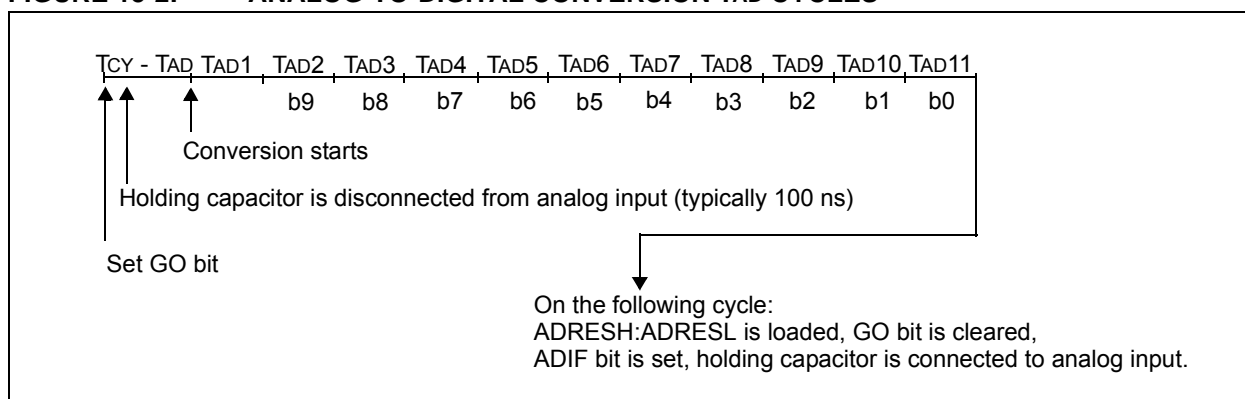 FIGURE 16-2: ANALOG-TO-DIGITAL CONVERSION TAD CYCLES
TCY - TAD TAD1 TAD2 TAD3 TAD4 TAD5 TAD6 TAD7 TAD8 TAD9 TAD10 TAD11
b9 b8 b7 b6 b5 b4 b3 b2 b1 b0
Conversion starts
Holding capacitor is disconnected from analog input (typically 100 ns)
Set GO bit
On the following cycle:
ADRESH:ADRESL is loaded, GO bit is cleared,
ADIF bit is set, holding capacitor is connected to analog input.